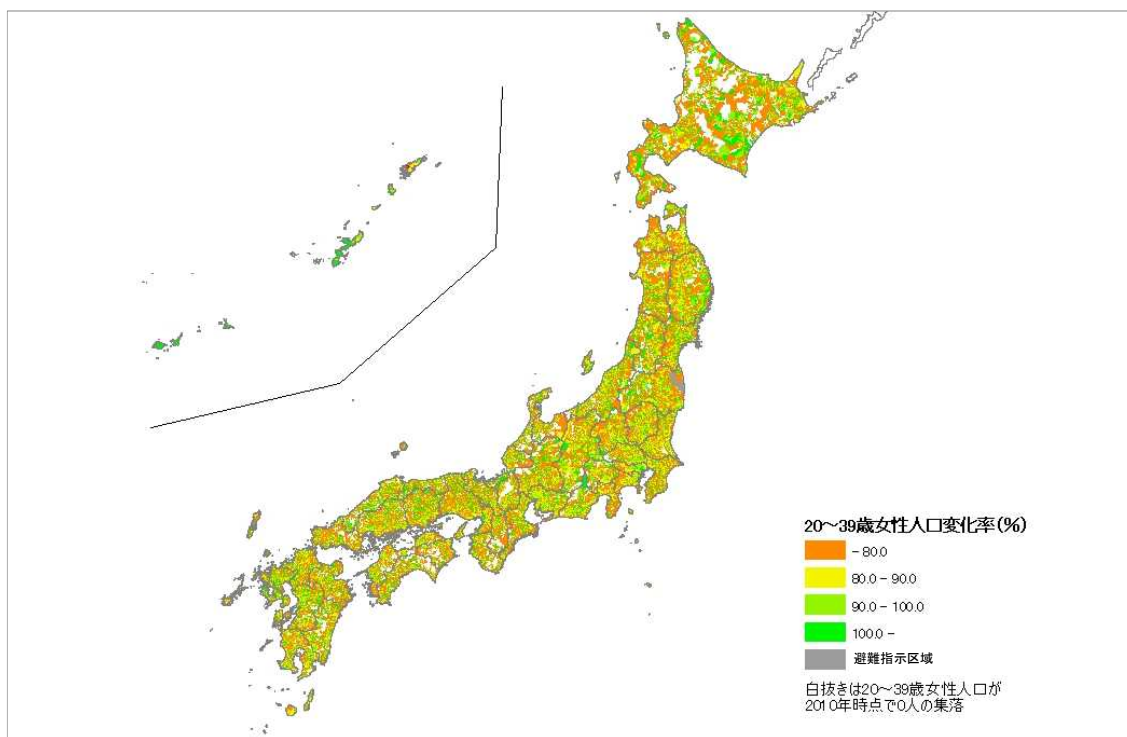 20～39歳女性人口変化率(%)
- 80.0
80.0 - 90.0
90.0 - 100.0
100.0 -
避難指示区域
白抜きは20～39歳女性人口が
2010年時点で0人の集落